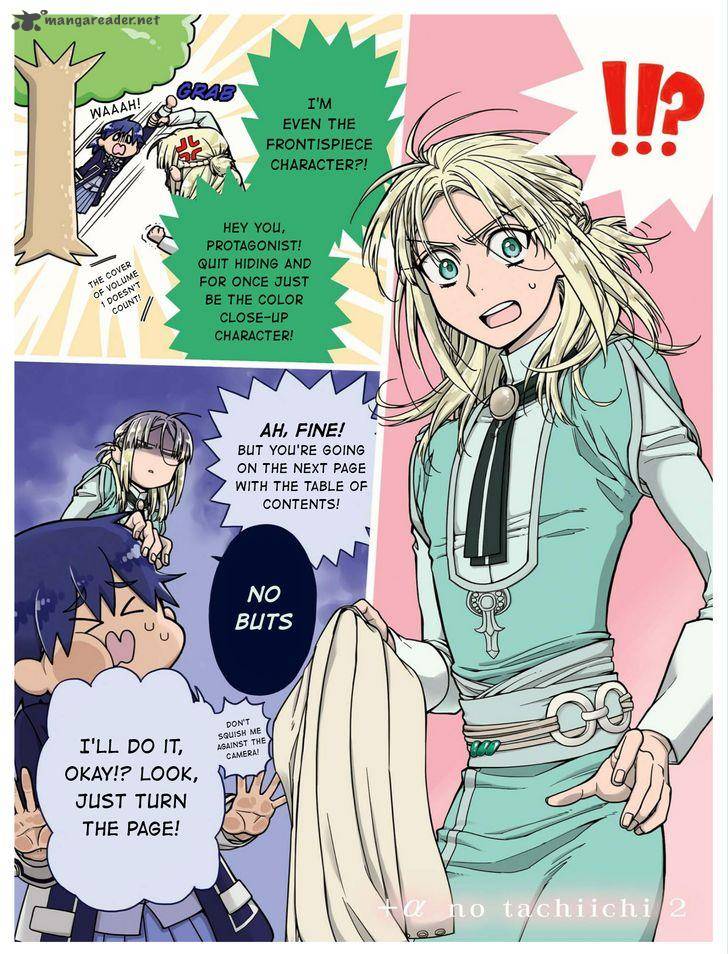 mangareader.net
!!?
WAAAH!
GRAB
I'M
EVEN THE
FRONTISPIECE
CHARACTER?!
HEY YOU,
PROTAGONIST!
QUIT HIDING AND
FOR ONCE JUST
BE THE COLOR
CLOSE-UP
CHARACTER!
THE COVER
OF VOLUME
1 DOESN'T
COUNT!
AH, FINE!
BUT YOU'RE GOING
ON THE NEXT PAGE
WITH THE TABLE OF
CONTENTS!
NO
BUTS
DON'T
SQUISH ME
AGAINST THE
CAMERA!
I'LL DO IT,
OKAY!? LOOK,
JUST TURN
THE PAGE!
+α no tachiichi 2